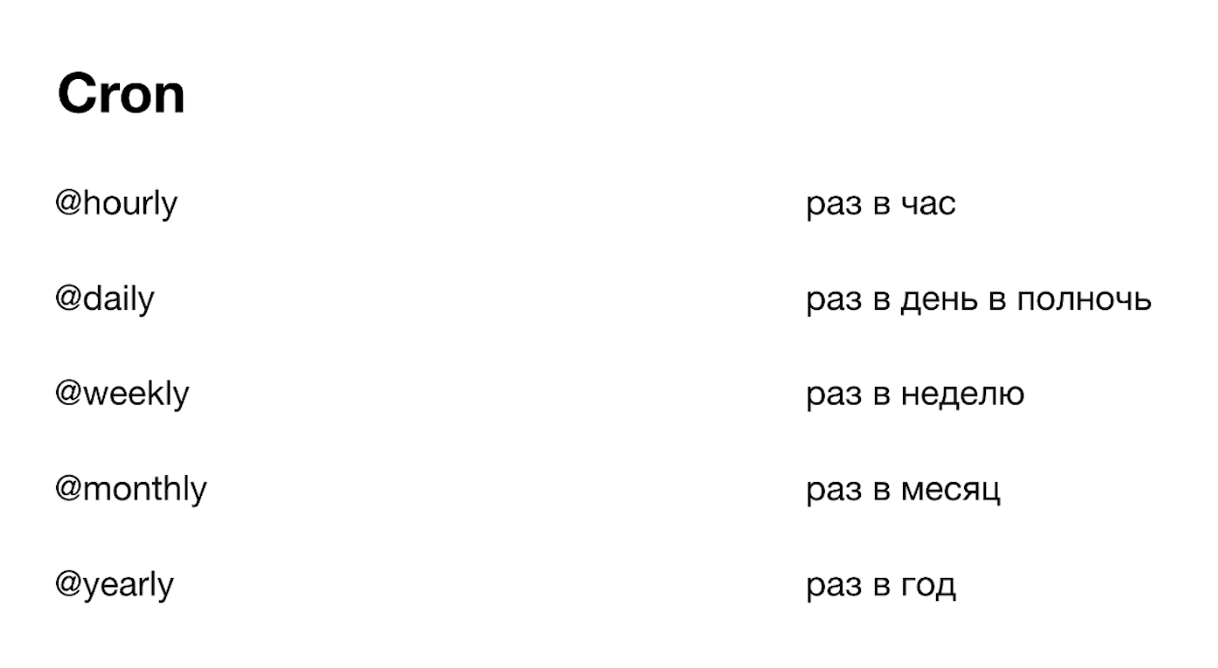 Cron
@hourly раз в час
@daily раз в день в полночь
@weekly раз в неделю
@monthly раз в месяц
@yearly раз в год